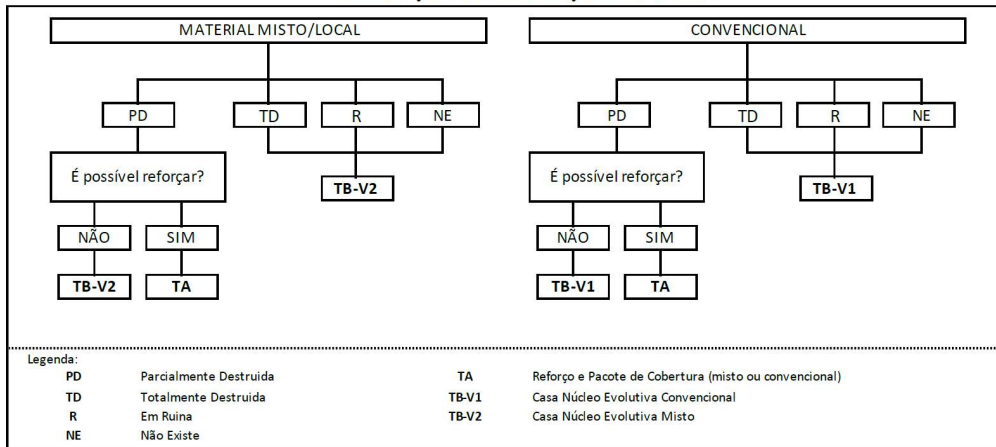 MATERIAL MISTO/LOCAL CONVENCIONAL
PD TD R NE PD TD R NE
É possível reforçar? TB-V2 É possível reforçar? TB-V1
NÃO SIM NÃO SIM
TB-V2 TA TB-V1 TA
Legenda:
PD Parcialmente Destruida TA Reforço e Pacote de Cobertura (misto ou convencional)
TD Totalmente Destruida TB-V1 Casa Núcleo Evolutiva Convencional
R Em Ruina TB-V2 Casa Núcleo Evolutiva Misto
NE Não Existe